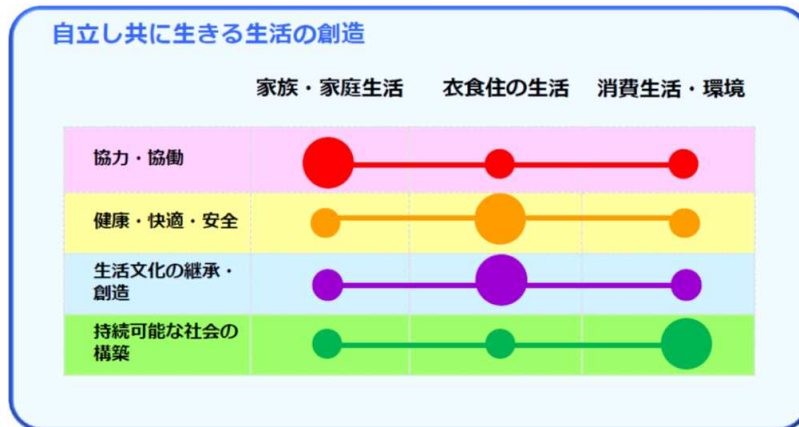 自立し共に生きる生活の創造
家族・家庭生活 衣食住の生活 消費生活・環境
協力・協働
健康・快適・安全
生活文化の継承・
創造
持続可能な社会の
構築